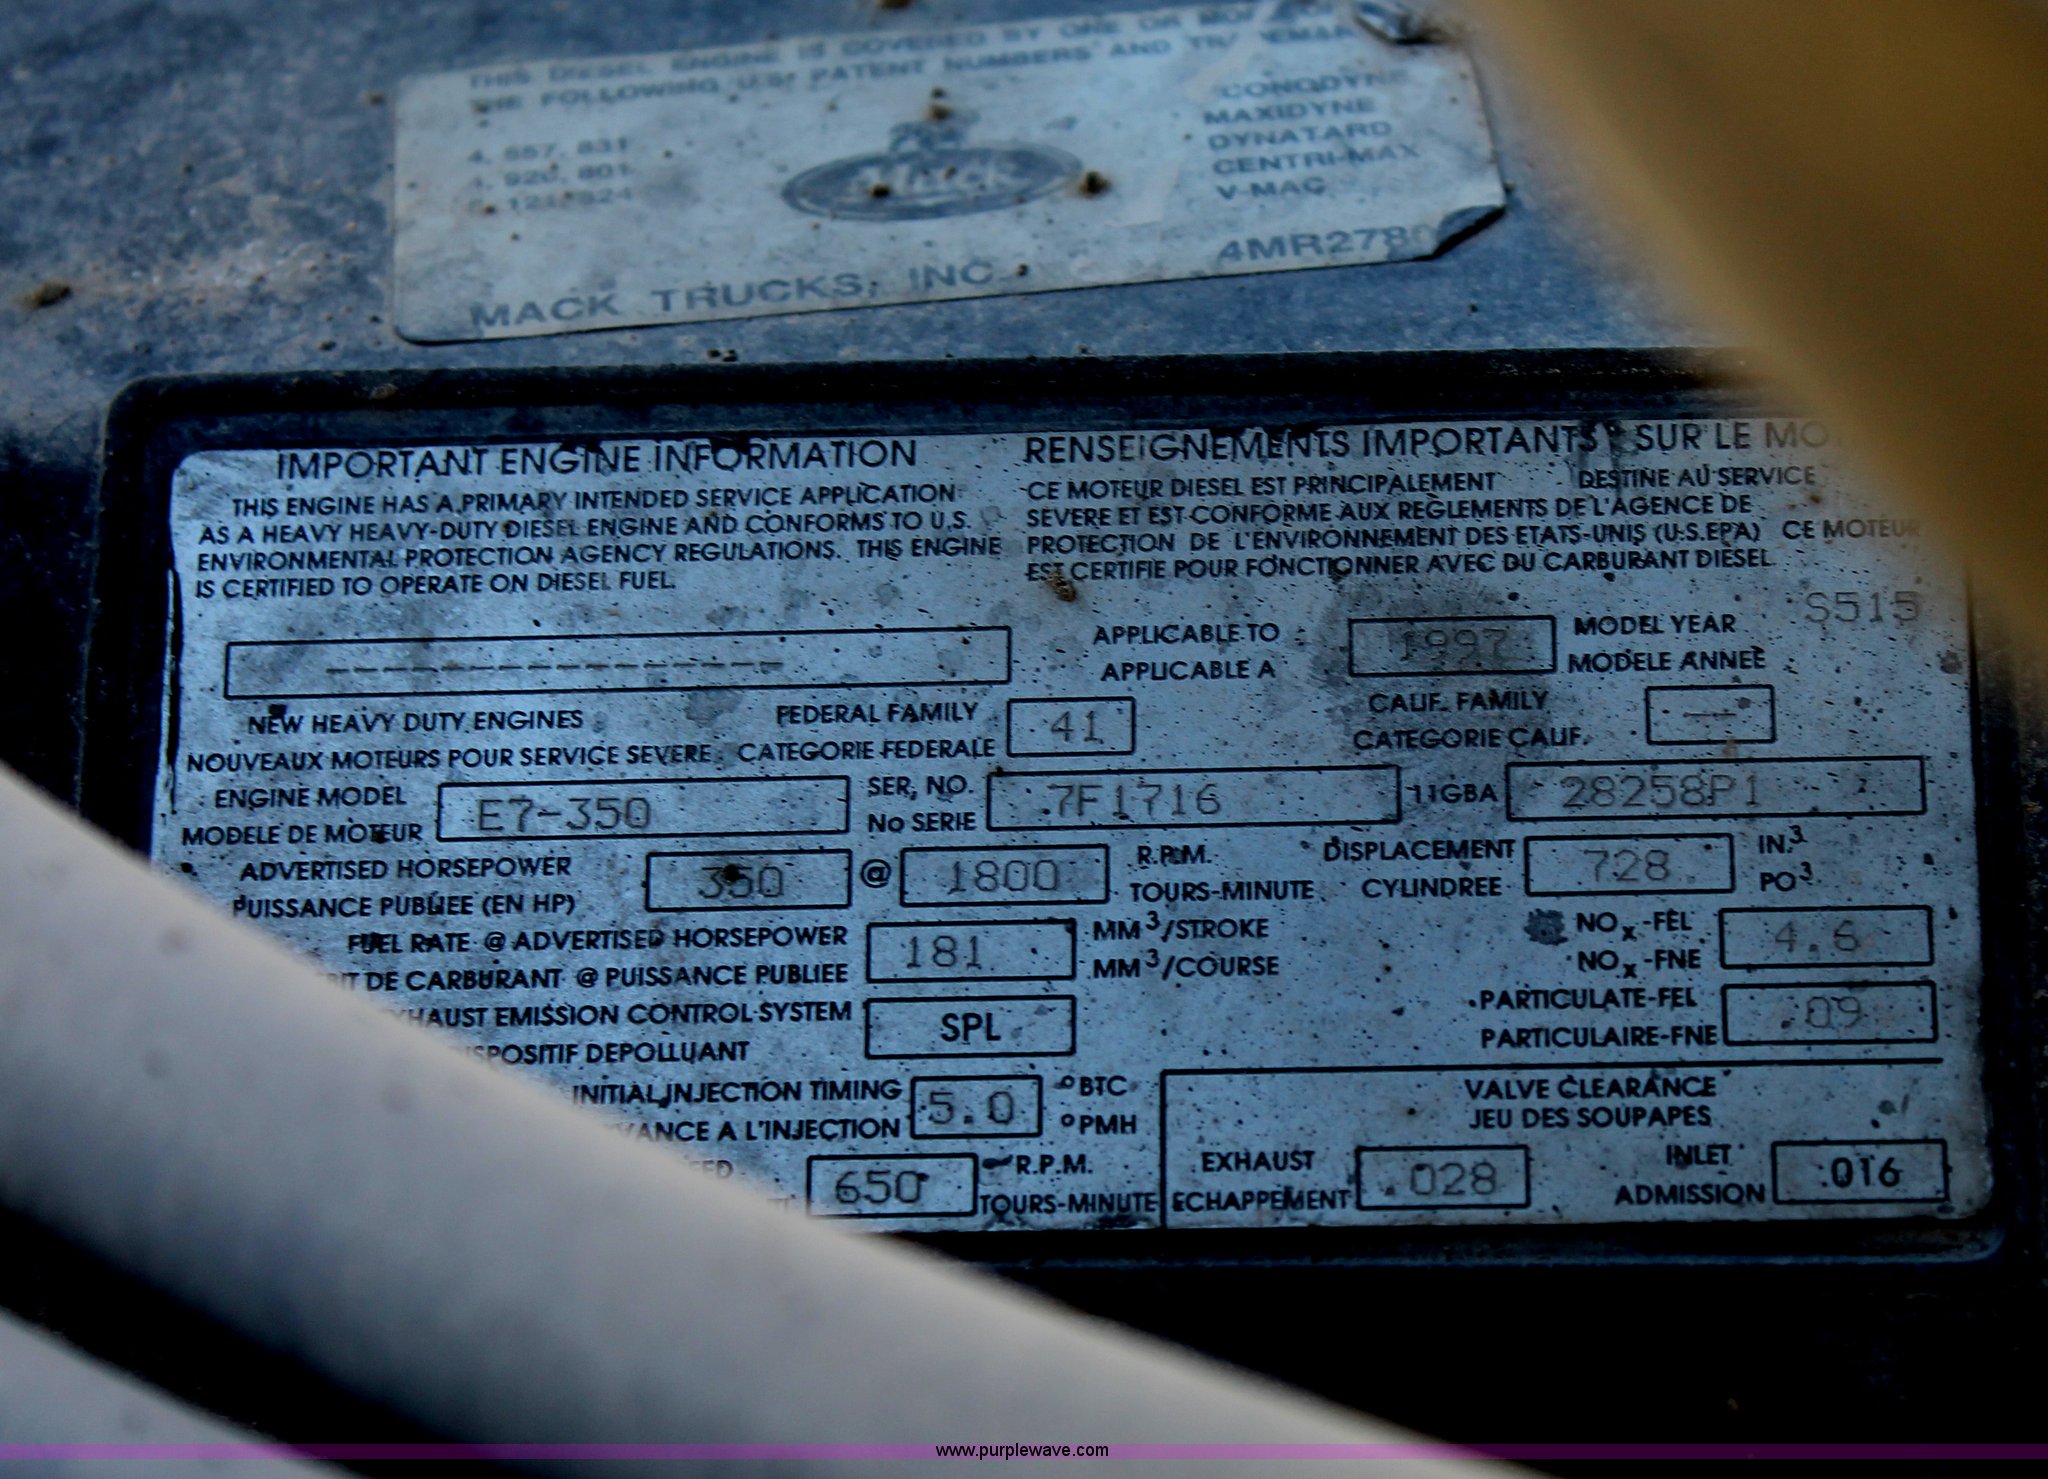 THIS DIESEL ENGINE IS COVERED BY ONE OR
THE FOLLOWING U.S. PATENT NUMBERS AND
4, 857, 831
CONODYNE
MAXIDYNE
DYNATARD
CENTRI-MAX
V-MAC
Mack
4MR2780
MACK TRUCKS, INC.
IMPORTANT ENGINE INFORMATION
THIS ENGINE HAS A PRIMARY INTENDED SERVICE APPLICATION
AS A HEAVY HEAVY-DUTY DIESEL ENGINE AND CONFORMS TO U.S.
ENVIRONMENTAL PROTECTION AGENCY REGULATIONS. THIS ENGINE
IS CERTIFIED TO OPERATE ON DIESEL FUEL.
RENSEIGNEMENTS IMPORTANTS SUR LE MO
CE MOTEUR DIESEL EST PRINCIPALEMENT DESTINE AU SERVICE
SEVERE ET EST CONFORME AUX REGLEMENTS DE L'AGENCE DE
PROTECTION DE L'ENVIRONNEMENT DES ETATS-UNIS (U.S.EPA) CE MOTEUR
EST CERTIFIE POUR FONCTIONNER AVEC DU CARBURANT DIESEL
S515
----------------
APPLICABLE TO 1997 MODEL YEAR
APPLICABLE A MODELE ANNEE
NEW HEAVY DUTY ENGINES FEDERAL FAMILY 41 CALIF. FAMILY --
NOUVEAUX MOTEURS POUR SERVICE SEVERE CATEGORIE FEDERALE CATEGORIE CALIF.
ENGINE MODEL E7-350 SER. NO. 7F1716 11GBA 28258P1
MODELE DE MOTEUR No SERIE
ADVERTISED HORSEPOWER 350 @ 1800 R.P.M. DISPLACEMENT 728 IN.³
PUISSANCE PUBLIEE (EN HP) TOURS-MINUTE CYLINDREE PO³
FUEL RATE @ ADVERTISED HORSEPOWER 181 MM³/STROKE NOx-FEL 4.6
IT DE CARBURANT @ PUISSANCE PUBLIEE MM³/COURSE NOx-FNE
HAUST EMISSION CONTROL SYSTEM SPL PARTICULATE-FEL .09
SPOSITIF DEPOLLUANT PARTICULAIRE-FNE
INITIAL INJECTION TIMING 5.0 °BTC
VANCE A L'INJECTION °PMH
650 R.P.M.
TOURS-MINUTE
VALVE CLEARANCE
JEU DES SOUPAPES
EXHAUST .028 INLET .016
ECHAPPEMENT ADMISSION
www.purplewave.com